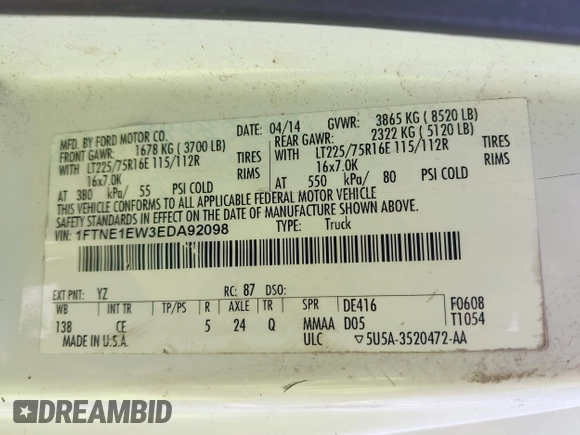 MFD. BY FORD MOTOR CO. DATE: 04/14 GVWR: 3865 KG ( 8520 LB)
FRONT GAWR: 1678 KG ( 3700 LB) REAR GAWR: 2322 KG ( 5120 LB)
WITH LT225/75R16E 115/112R TIRES WITH LT225/75R16E 115/112R TIRES
16x7.0K RIMS 16x7.0K RIMS
AT 380 kPa/ 55 PSI COLD AT 550 kPa/ 80 PSI COLD
THIS VEHICLE CONFORMS TO ALL APPLICABLE FEDERAL MOTOR VEHICLE
SAFETY STANDARDS IN EFFECT ON THE DATE OF MANUFACTURE SHOWN ABOVE.
VIN: 1FTNE1EW3EDA92098 TYPE: Truck
EXT PNT: YZ RC: 87 DSO:
WB INT TR TP/PS R AXLE TR SPR DE416 F0608
138 CE 5 24 Q MMAA D05 T1054
MADE IN U.S.A. ULC ▽5U5A-3520472-AA
DREAMBID